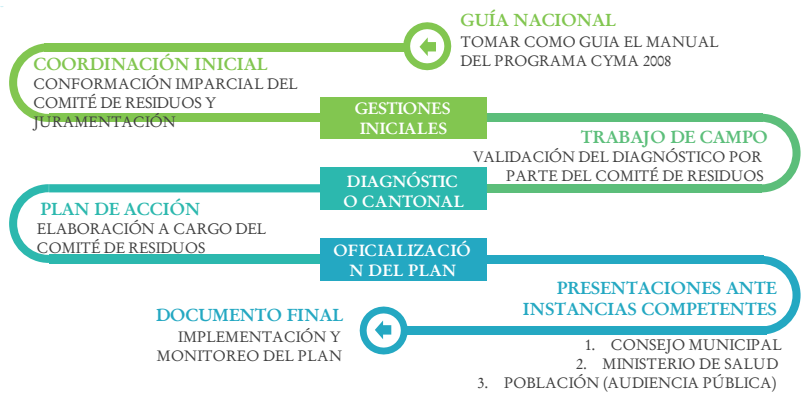 GUÍA NACIONAL
TOMAR COMO GUIA EL MANUAL
DEL PROGRAMA CYMA 2008
COORDINACIÓN INICIAL
CONFORMACIÓN IMPARCIAL DEL
COMITÉ DE RESIDUOS Y
JURAMENTACIÓN
GESTIONES
INICIALES
TRABAJO DE CAMPO
VALIDACIÓN DEL DIAGNÓSTICO POR
PARTE DEL COMITÉ DE RESIDUOS
DIAGNÓSTIC
O CANTONAL
PLAN DE ACCIÓN
ELABORACIÓN A CARGO DEL
COMITÉ DE RESIDUOS
OFICIALIZACIÓ
N DEL PLAN
PRESENTACIONES ANTE
INSTANCIAS COMPETENTES
1. CONSEJO MUNICIPAL
2. MINISTERIO DE SALUD
3. POBLACIÓN (AUDIENCIA PÚBLICA)
DOCUMENTO FINAL
IMPLEMENTACIÓN Y
MONITOREO DEL PLAN